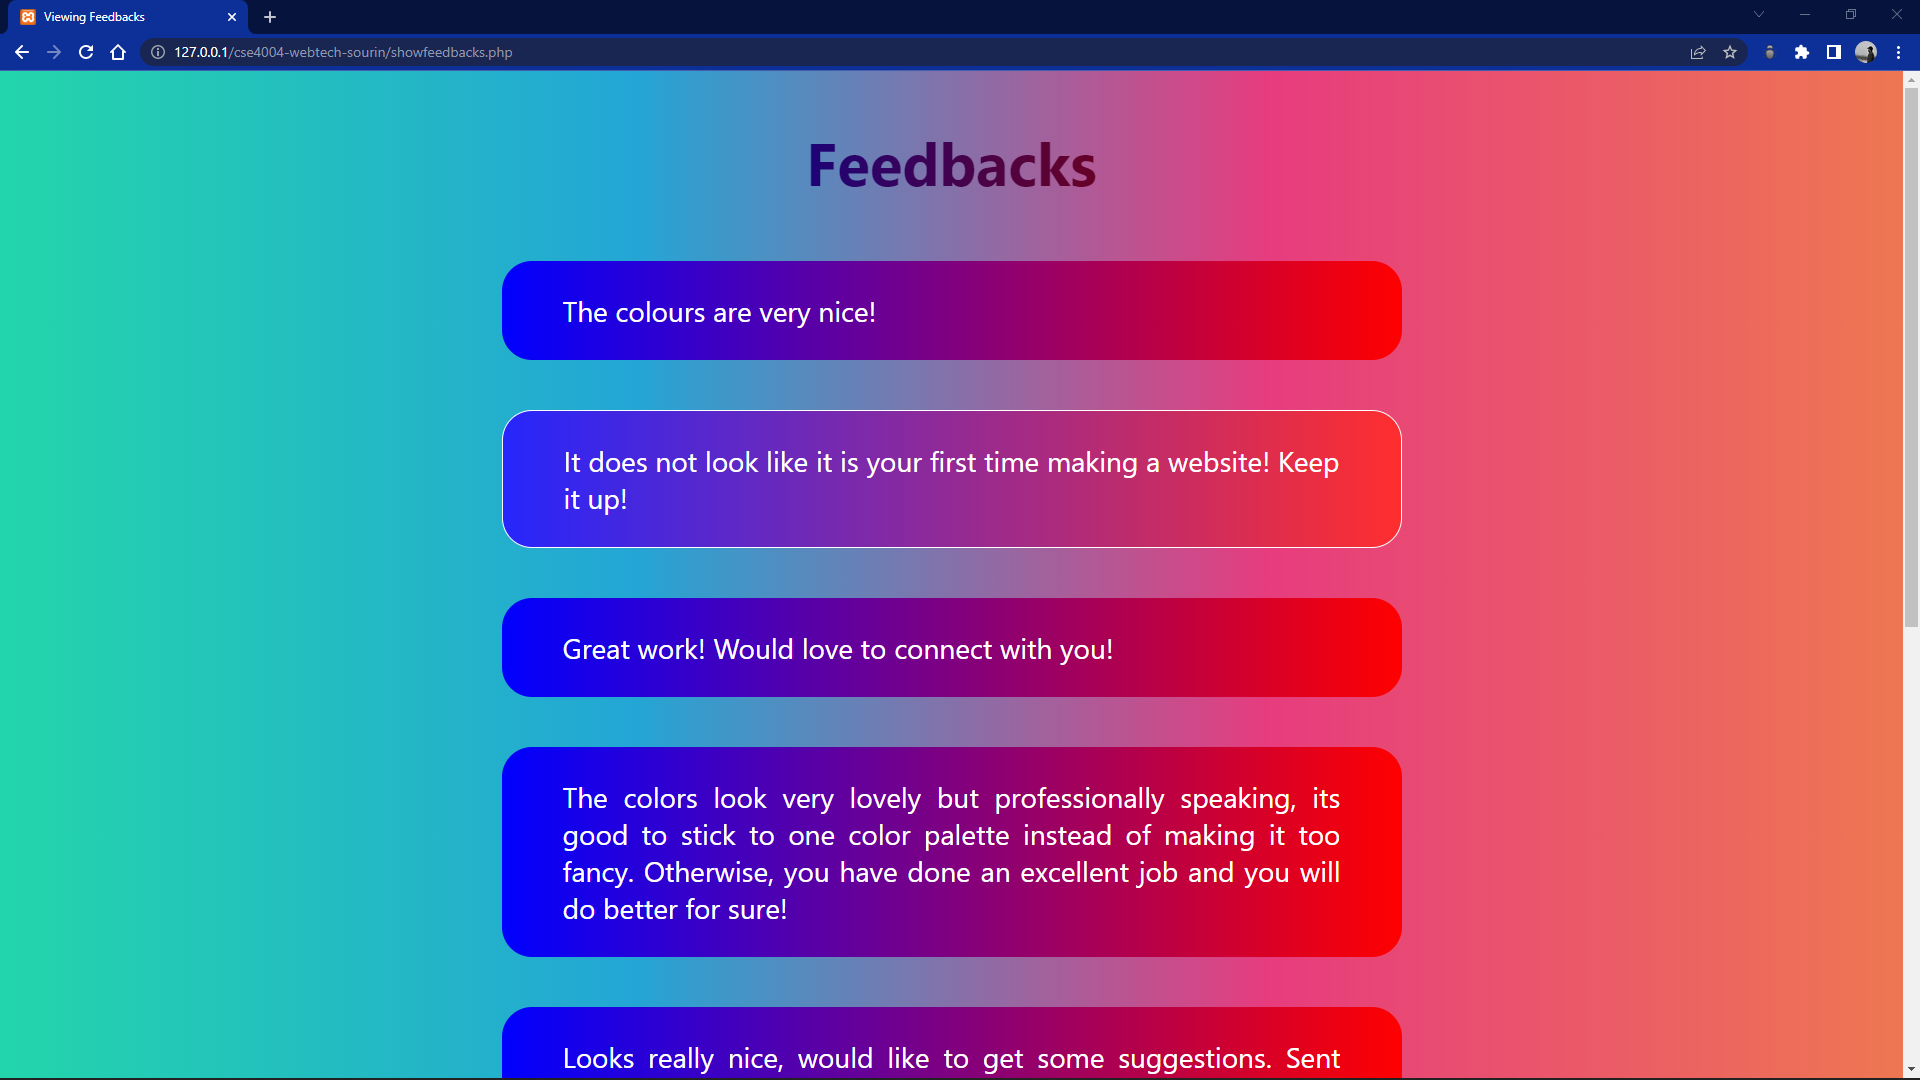 Viewing Feedbacks
127.0.0.1/cse4004-webtech-sourin/showfeedbacks.php
Feedbacks
The colours are very nice!
It does not look like it is your first time making a website! Keep
it up!
Great work! Would love to connect with you!
The colors look very lovely but professionally speaking, its
good to stick to one color palette instead of making it too
fancy. Otherwise, you have done an excellent job and you will
do better for sure!
Looks really nice, would like to get some suggestions. Sent